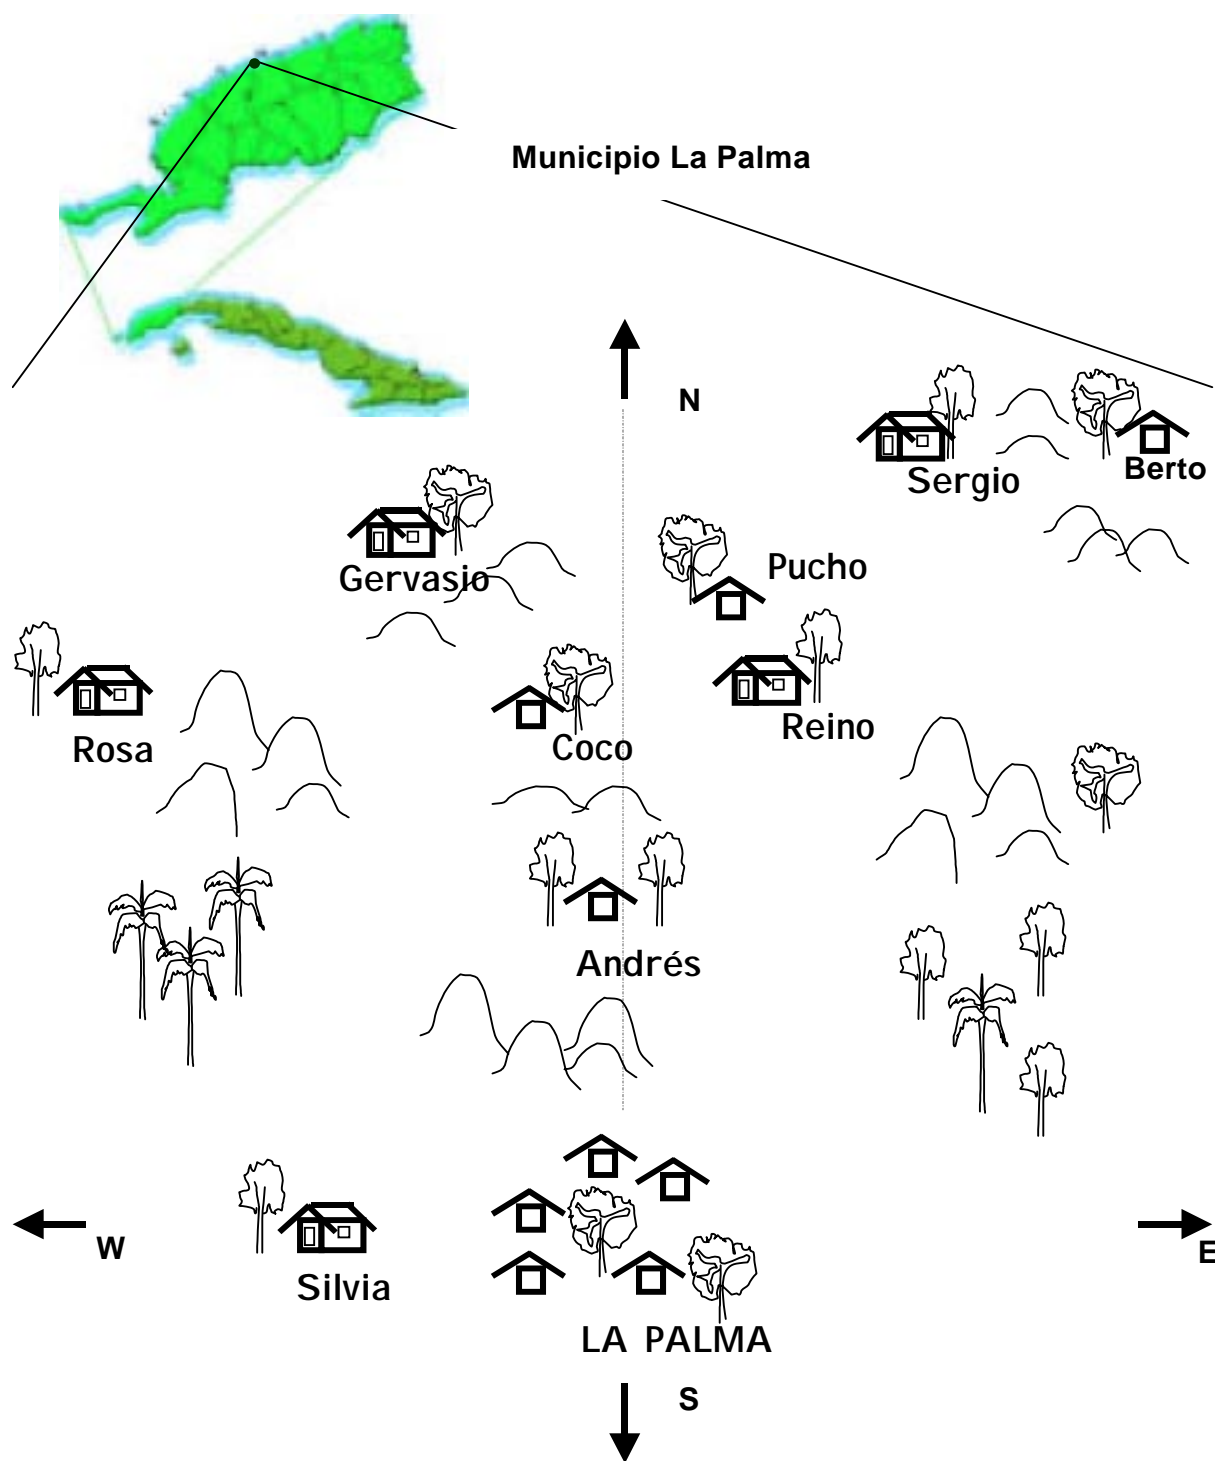 Municipio La Palma
N
Sergio
Berto
Gervasio
Pucho
Rosa
Coco
Reino
Andrés
W
E
Silvia
LA PALMA
S